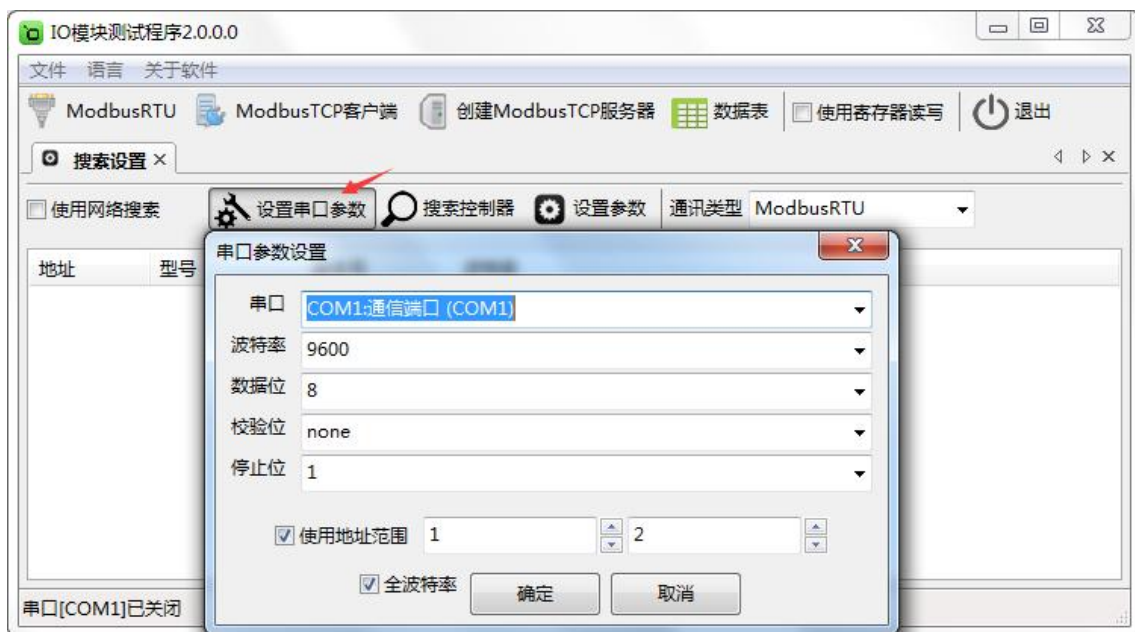 IO模块测试程序2.0.0.0
文件 语言 关于软件
ModbusRTU ModbusTCP客户端 创建ModbusTCP服务器 数据表 使用寄存器读写 退出
搜索设置
使用网络搜索 设置串口参数 搜索控制器 设置参数 通讯类型 ModbusRTU
地址 型号
串口参数设置
串口 COM1:通信端口 (COM1)
波特率 9600
数据位 8
校验位 none
停止位 1
使用地址范围 1 2
全波特率 确定 取消
串口[COM1]已关闭